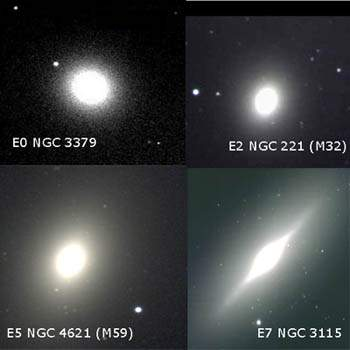 E0 NGC 3379
E2 NGC 221 (M32)
E5 NGC 4621 (M59)
E7 NGC 3115